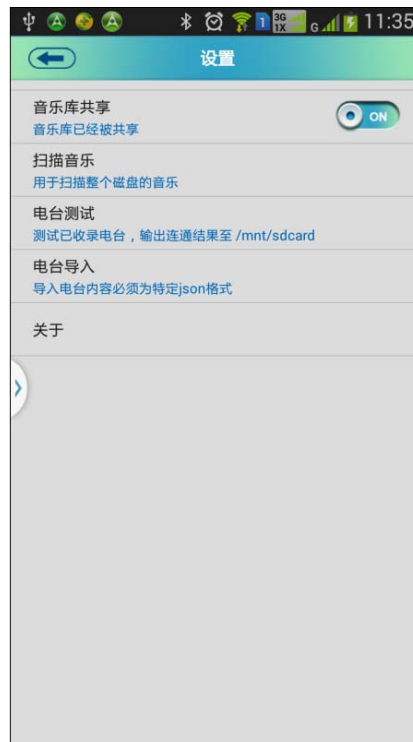 1 3G 1X G 11:35
设置
音乐库共享
音乐库已经被共享
ON
扫描音乐
用于扫描整个磁盘的音乐
电台测试
测试已收录电台，输出连通结果至 /mnt/sdcard
电台导入
导入电台内容必须为特定json格式
关于